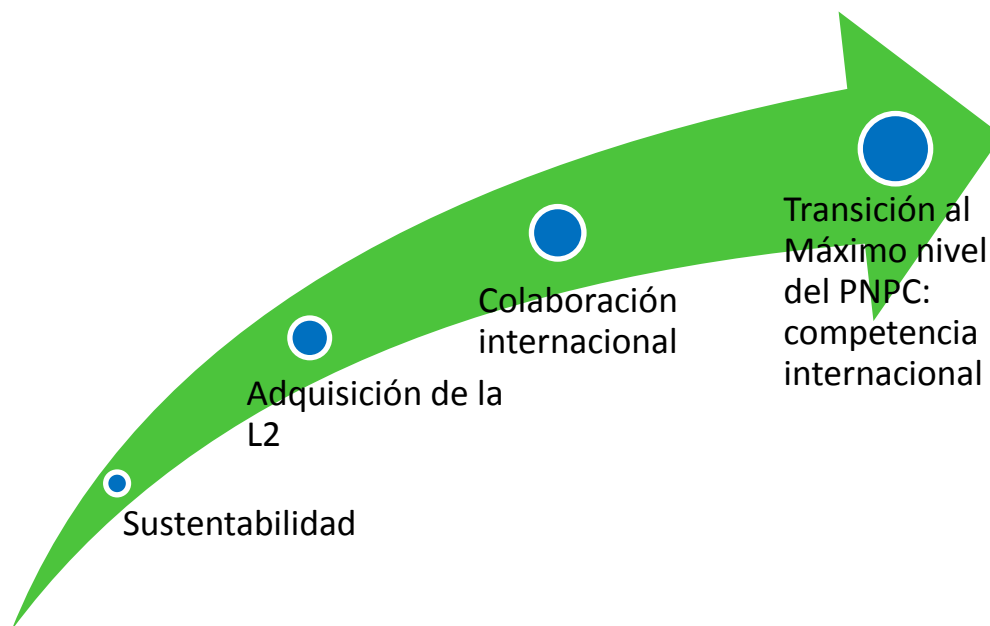 Transición al
Máximo nivel
del PNPC:
competencia
internacional
Colaboración
internacional
Adquisición de la
L2
Sustentabilidad